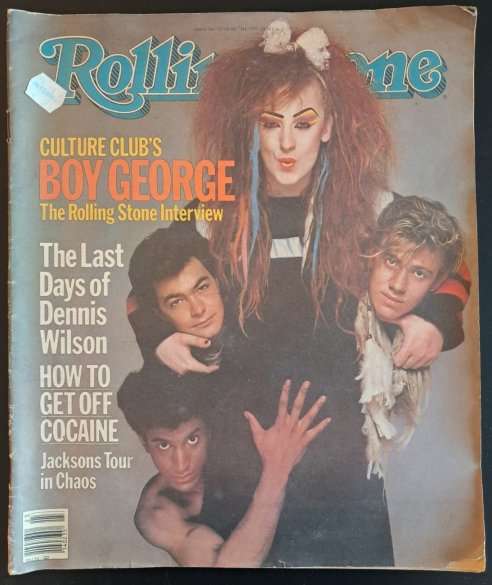 Rolling Stone
CULTURE CLUB'S
BOY GEORGE
The Rolling Stone Interview
The Last
Days of
Dennis
Wilson
HOW TO
GET OFF
COCAINE
Jacksons Tour
in Chaos